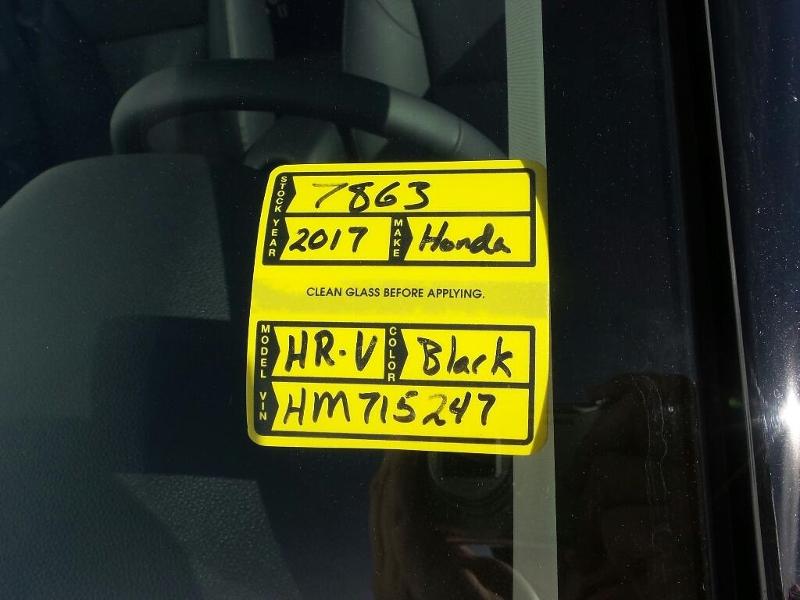 STOCK 7863
YEAR 2017 MAKE Honda
CLEAN GLASS BEFORE APPLYING.
MODEL HR-V COLOR Black
VIN HM715247